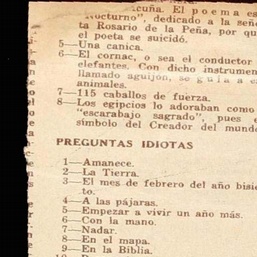 acuña. El poema es
Nocturno", dedicado a la seño
ta Rosario de la Peña, por qu
el poeta se suicidó.
5—Una canica.
6—El cornac, o sea el conductor
elefantes. Con dicho instrumen
llamado aguijón, se guía a
animales.
7—115 caballos de fuerza.
8—Los egipcios lo adoraban como
"escarabajo sagrado", pues e
símbolo del Creador del mundo
PREGUNTAS IDIOTAS
1—Amanece.
2—La Tierra.
3—El mes de febrero del año bisie
to.
4—A las pájaras.
5—Empezar a vivir un año más.
6—Con la mano.
7—Nadar.
8—En el mapa.
9—En la Biblia.